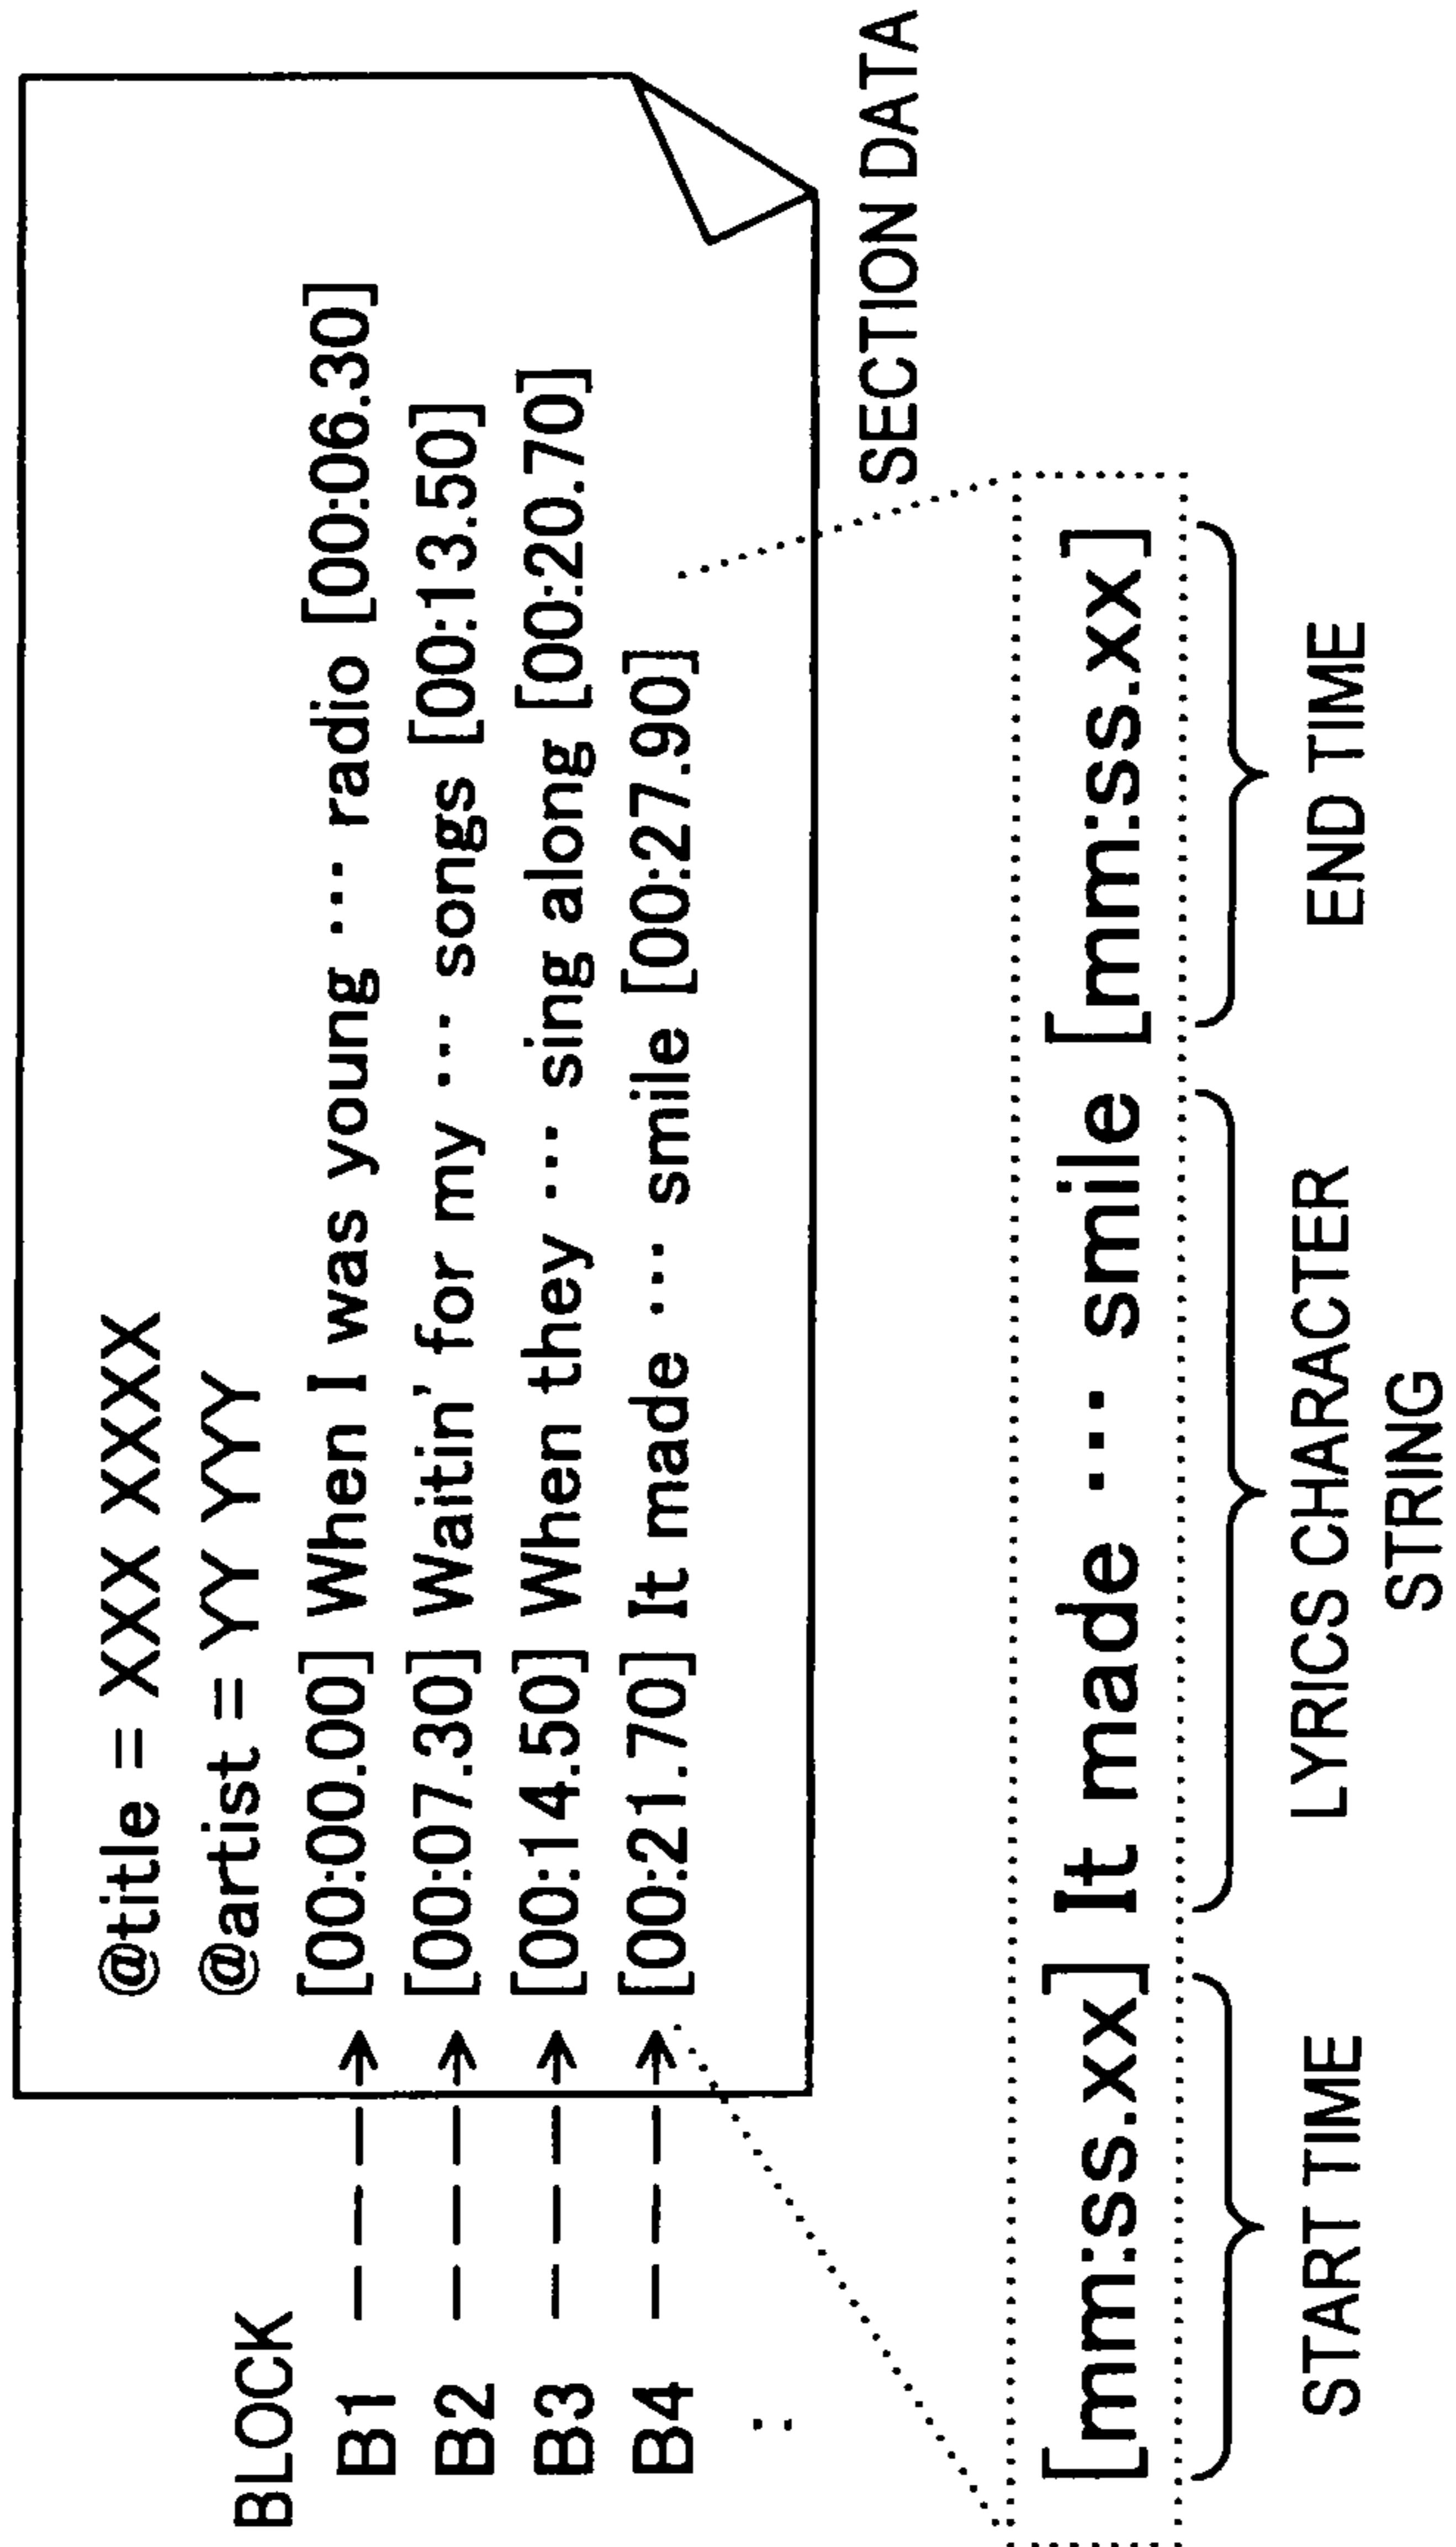 @title = XXX XXXX
@artist = YY YYY
BLOCK
B1 [00:00.00] When I was young ··· radio [00:06.30]
B2 [00:07.30] Waitin' for my ··· songs [00:13.50]
B3 [00:14.50] When they ··· sing along [00:20.70]
B4 [00:21.70] It made ··· smile [00:27.90]
:
SECTION DATA
[mm:ss.xx] It made ··· smile [mm:ss.xx]
START TIME
LYRICS CHARACTER
STRING
END TIME